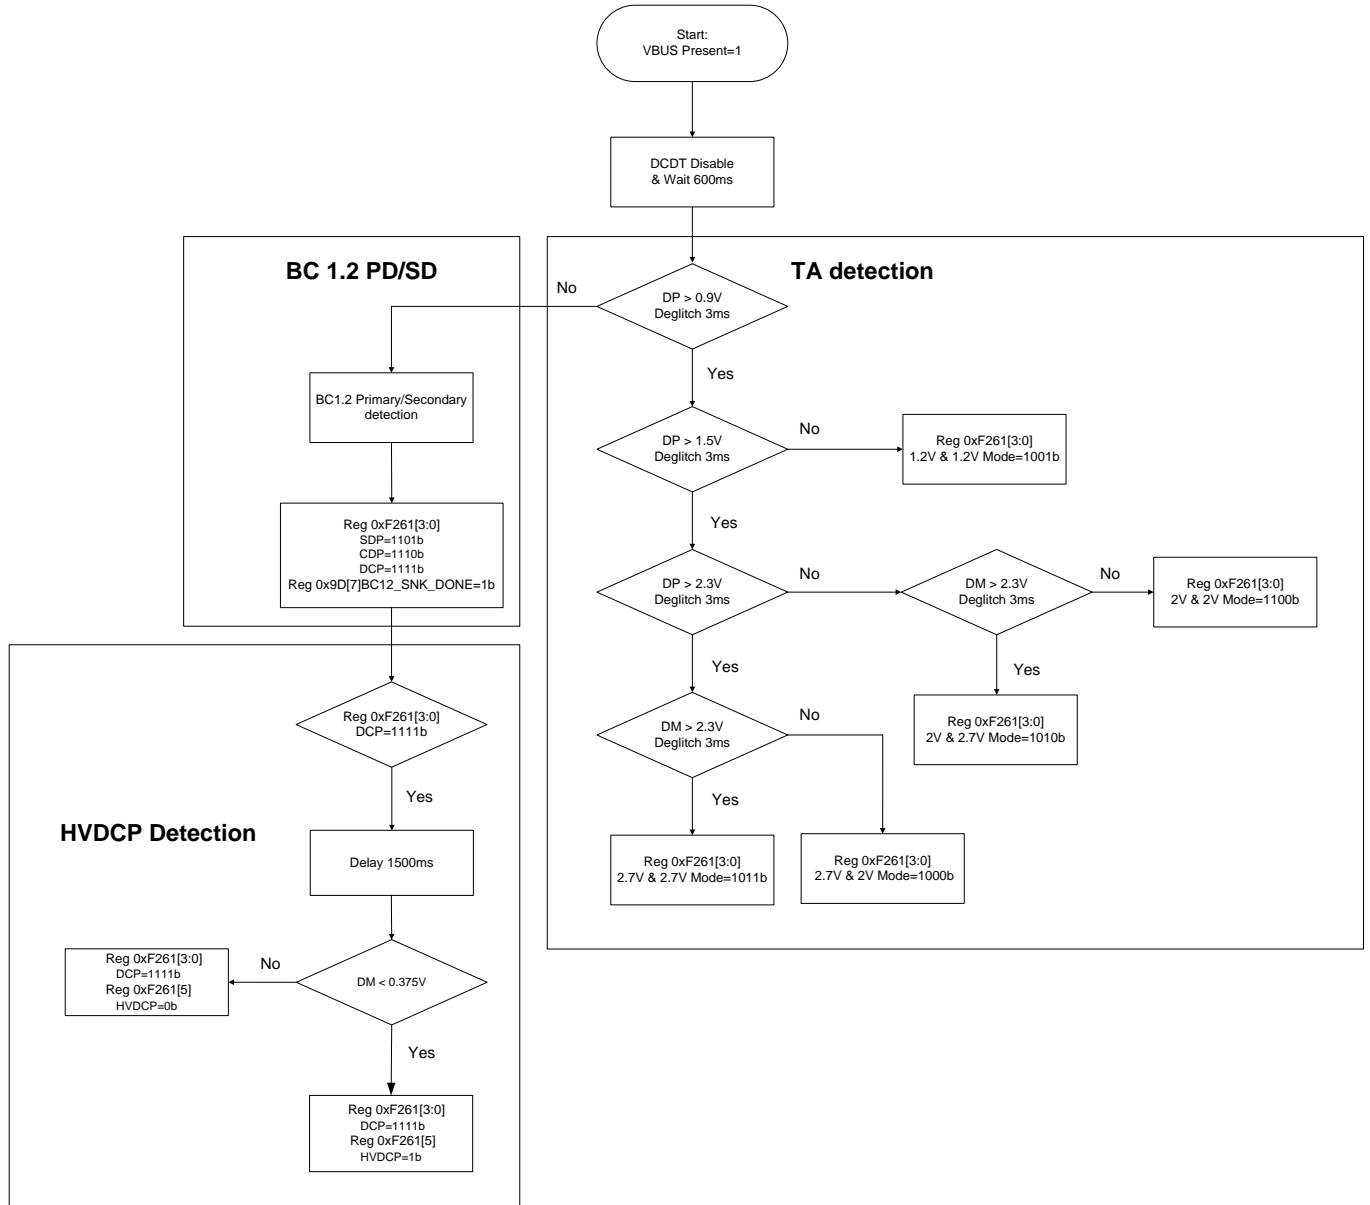 Start:
VBUS Present=1
DCDT Disable
& Wait 600ms
BC 1.2 PD/SD
TA detection
No
DP > 0.9V
Deglitch 3ms
Yes
BC1.2 Primary/Secondary
detection
DP > 1.5V
Deglitch 3ms
No
Reg 0xF261[3:0]
1.2V & 1.2V Mode=1001b
Yes
Reg 0xF261[3:0]
SDP=1101b
CDP=1110b
DCP=1111b
Reg 0x9D[7]BC12_SNK_DONE=1b
DP > 2.3V
Deglitch 3ms
No
DM > 2.3V
Deglitch 3ms
No
Reg 0xF261[3:0]
2V & 2V Mode=1100b
Yes
Yes
Reg 0xF261[3:0]
DCP=1111b
DM > 2.3V
Deglitch 3ms
No
Reg 0xF261[3:0]
2V & 2.7V Mode=1010b
Yes
Yes
HVDCP Detection
Delay 1500ms
Reg 0xF261[3:0]
2.7V & 2.7V Mode=1011b
Reg 0xF261[3:0]
2.7V & 2V Mode=1000b
Reg 0xF261[3:0]
DCP=1111b
Reg 0xF261[5]
HVDCP=0b
No
DM < 0.375V
Yes
Reg 0xF261[3:0]
DCP=1111b
Reg 0xF261[5]
HVDCP=1b